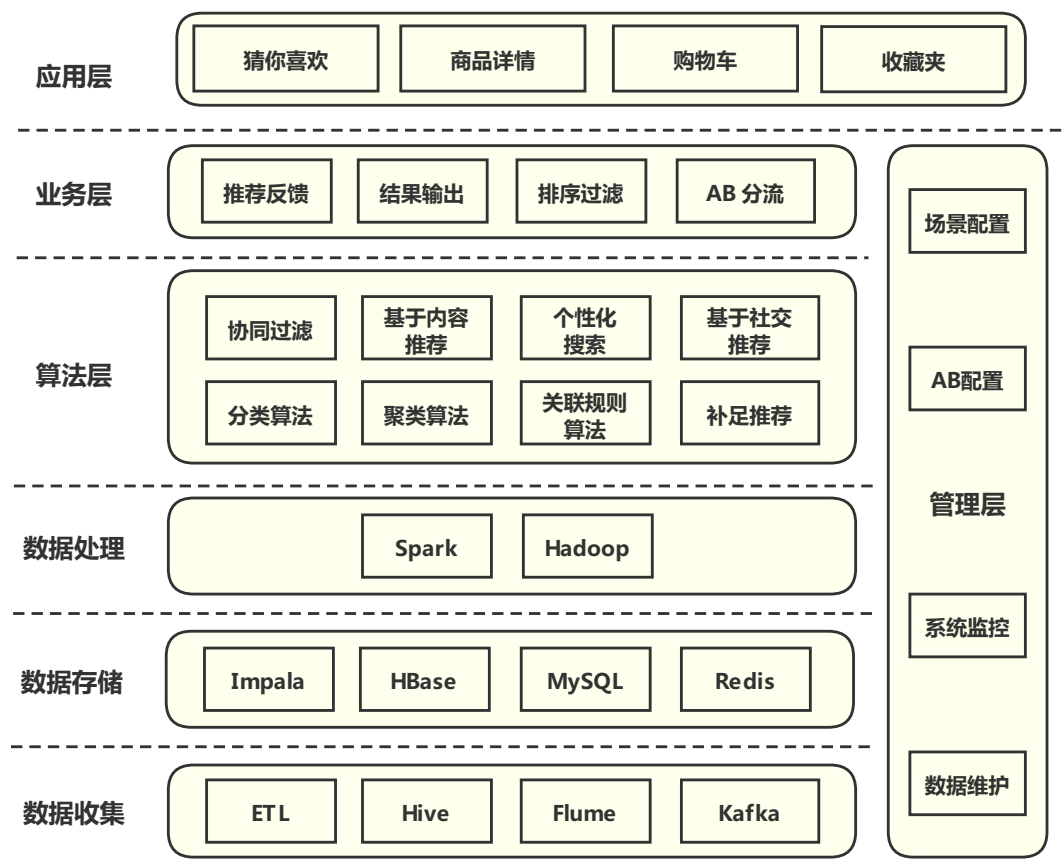 应用层
猜你喜欢
商品详情
购物车
收藏夹
业务层
推荐反馈
结果输出
排序过滤
AB 分流
算法层
协同过滤
基于内容
推荐
个性化
搜索
基于社交
推荐
分类算法
聚类算法
关联规则
算法
补足推荐
数据处理
Spark
Hadoop
数据存储
Impala
HBase
MySQL
Redis
数据收集
ETL
Hive
Flume
Kafka
场景配置
AB配置
管理层
系统监控
数据维护